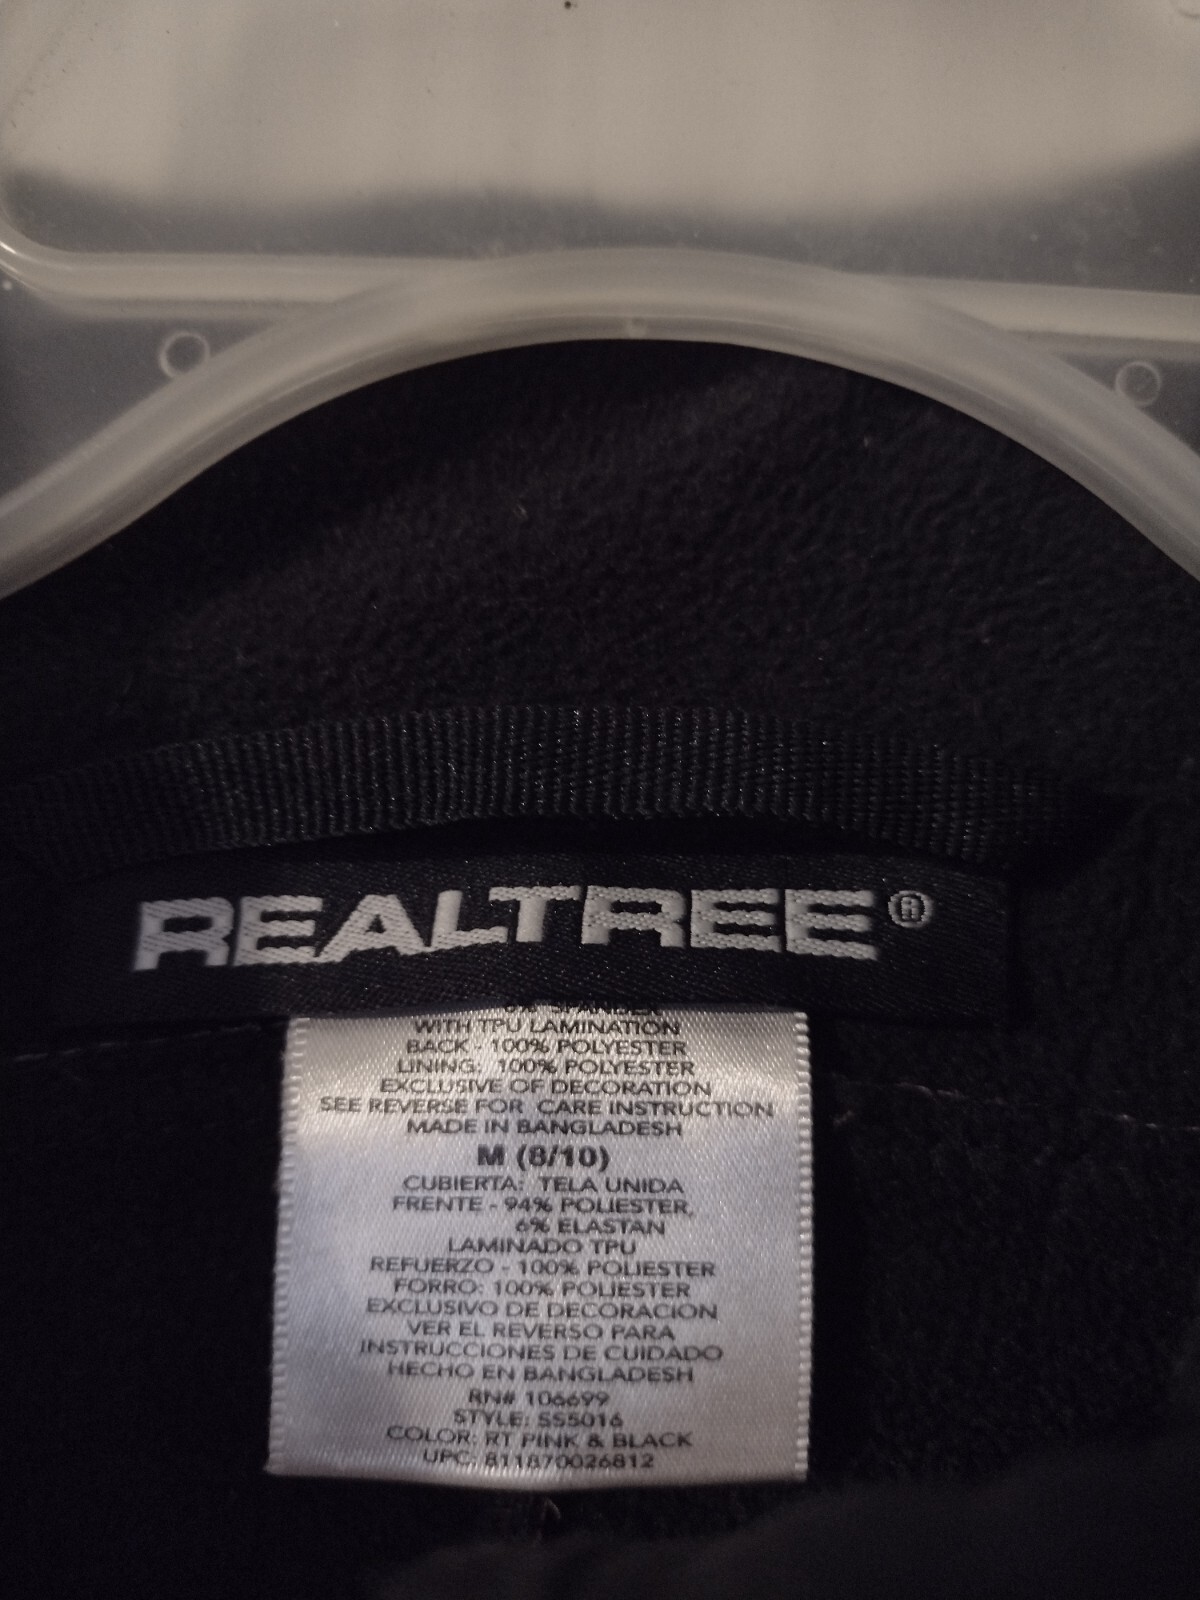 REALTREE®
6% SPANDEX
WITH TPU LAMINATION
BACK - 100% POLYESTER
LINING: 100% POLYESTER
EXCLUSIVE OF DECORATION
SEE REVERSE FOR CARE INSTRUCTION
MADE IN BANGLADESH
M (8/10)
CUBIERTA: TELA UNIDA
FRENTE - 94% POLIESTER,
6% ELASTAN
LAMINADO TPU
REFUERZO - 100% POLIESTER
FORRO: 100% POLIESTER
EXCLUSIVO DE DECORACION
VER EL REVERSO PARA
INSTRUCCIONES DE CUIDADO
HECHO EN BANGLADESH
RN# 106699
STYLE: SS5016
COLOR: RT PINK & BLACK
UPC: 811870026812